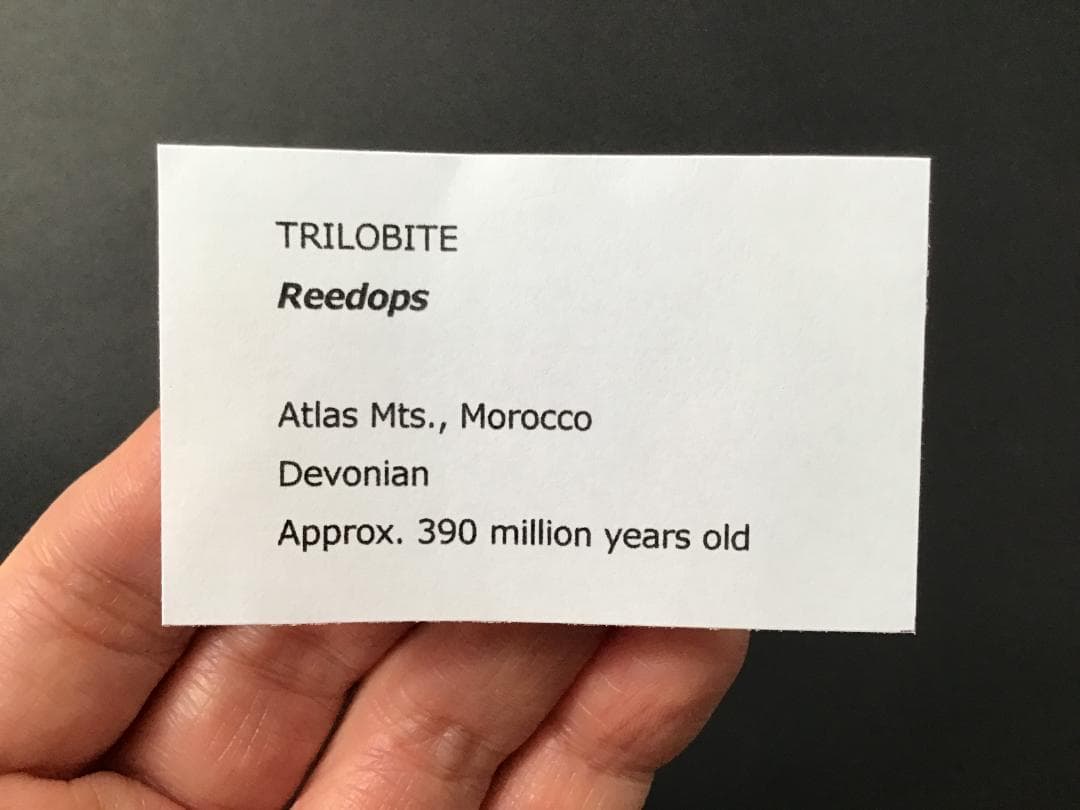 TRILOBITE
Reedops
Atlas Mts., Morocco
Devonian
Approx. 390 million years old